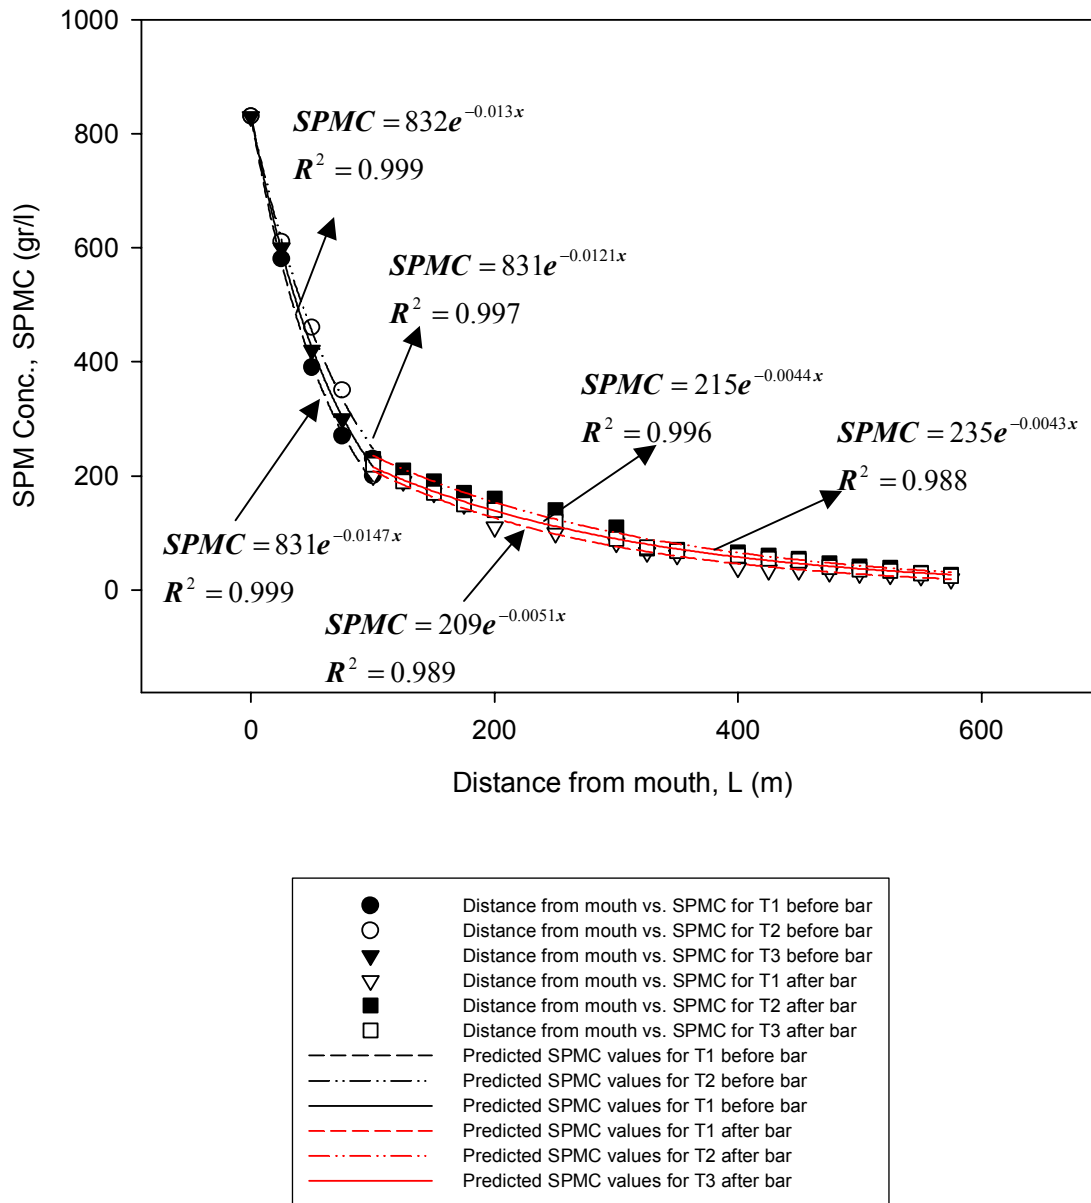 1000
800
600
400
200
0
SPM Conc., SPMC (gr/l)
SPMC = 832e^{-0.013x}
R^2 = 0.999
SPMC = 831e^{-0.0121x}
R^2 = 0.997
SPMC = 215e^{-0.0044x}
R^2 = 0.996
SPMC = 235e^{-0.0043x}
R^2 = 0.988
SPMC = 831e^{-0.0147x}
R^2 = 0.999
SPMC = 209e^{-0.0051x}
R^2 = 0.989
0 200 400 600
Distance from mouth, L (m)
Distance from mouth vs. SPMC for T1 before bar
Distance from mouth vs. SPMC for T2 before bar
Distance from mouth vs. SPMC for T3 before bar
Distance from mouth vs. SPMC for T1 after bar
Distance from mouth vs. SPMC for T2 after bar
Distance from mouth vs. SPMC for T3 after bar
Predicted SPMC values for T1 before bar
Predicted SPMC values for T2 before bar
Predicted SPMC values for T1 before bar
Predicted SPMC values for T1 after bar
Predicted SPMC values for T2 after bar
Predicted SPMC values for T3 after bar